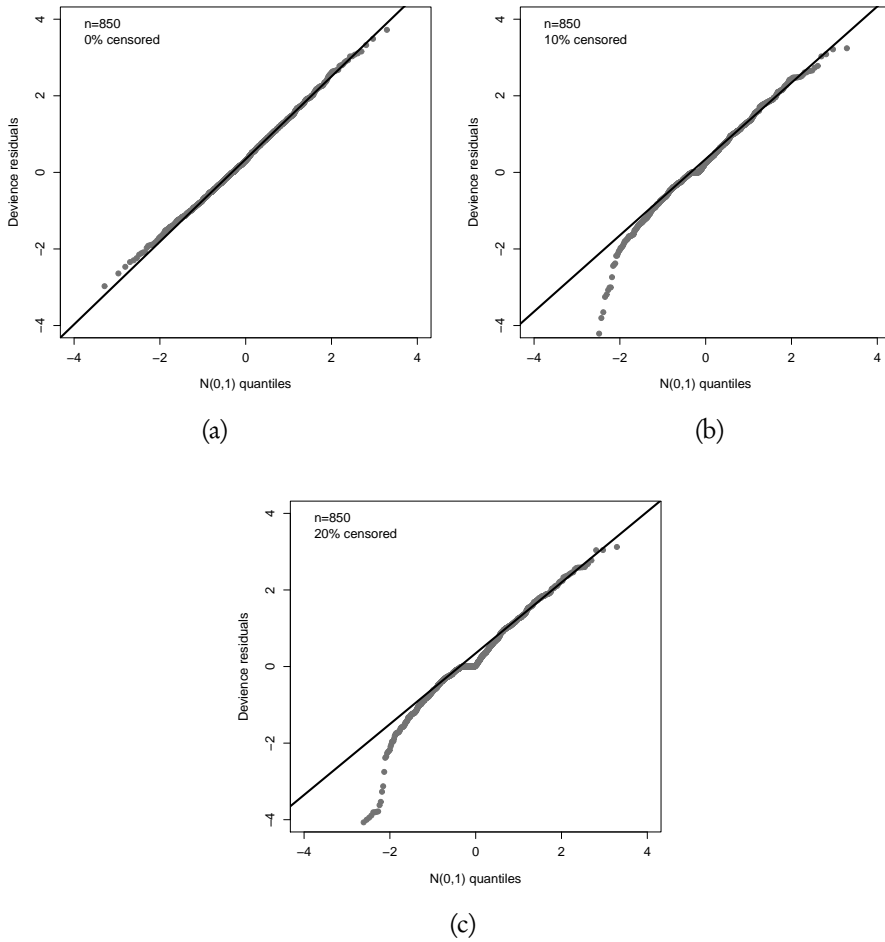 n=850
0% censored
Devience residuals
−4 −2 0 2 4
−4 −2 0 2 4
N(0,1) quantiles
(a)
n=850
10% censored
Devience residuals
−4 −2 0 2 4
−4 −2 0 2 4
N(0,1) quantiles
(b)
n=850
20% censored
Devience residuals
−4 −2 0 2 4
−4 −2 0 2 4
N(0,1) quantiles
(c)